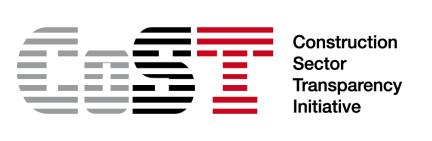 CoST
Construction
Sector
Transparency
Initiative